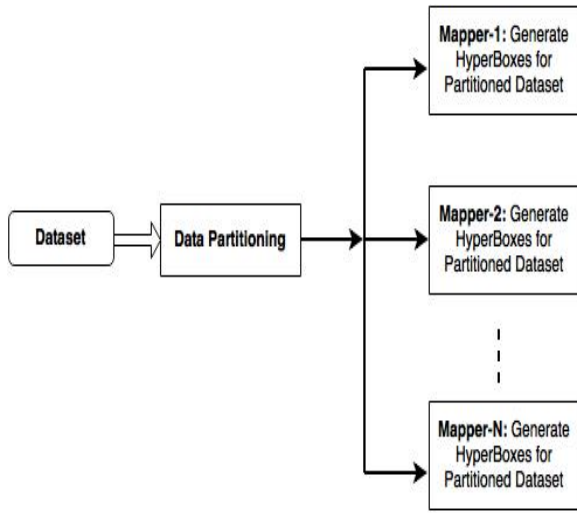 Mapper-1: Generate
HyperBoxes for
Partitioned Dataset
Dataset
Data Partitioning
Mapper-2: Generate
HyperBoxes for
Partitioned Dataset
Mapper-N: Generate
HyperBoxes for
Partitioned Dataset